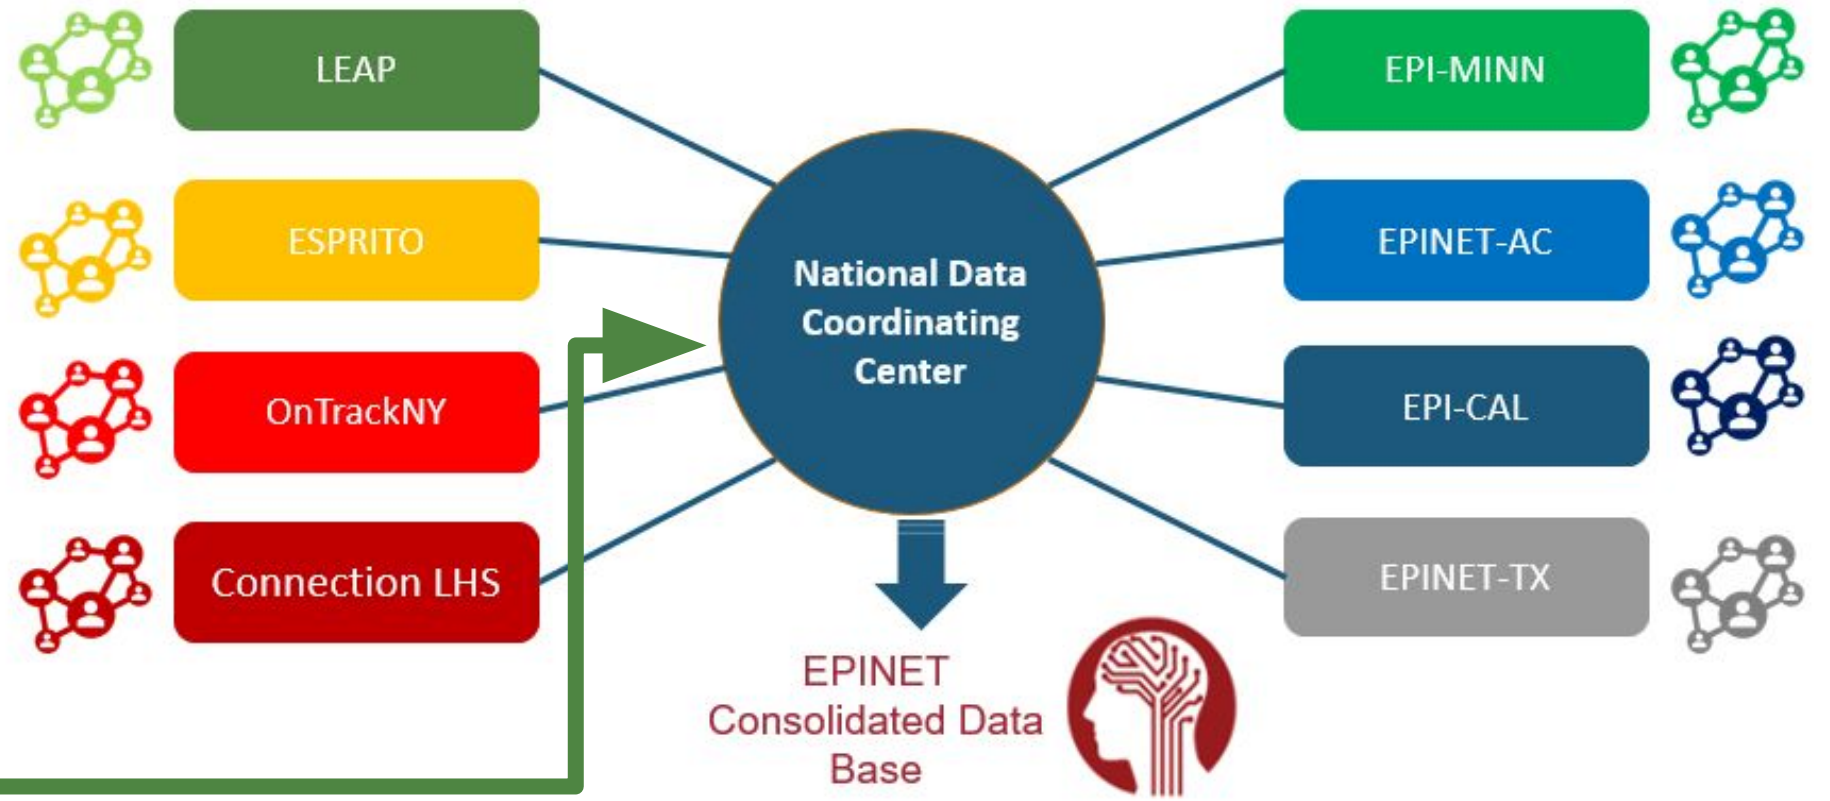 LEAP
ESPRITO
OnTrackNY
Connection LHS
National Data
Coordinating
Center
EPINET
Consolidated Data
Base
EPI-MINN
EPINET-AC
EPI-CAL
EPINET-TX